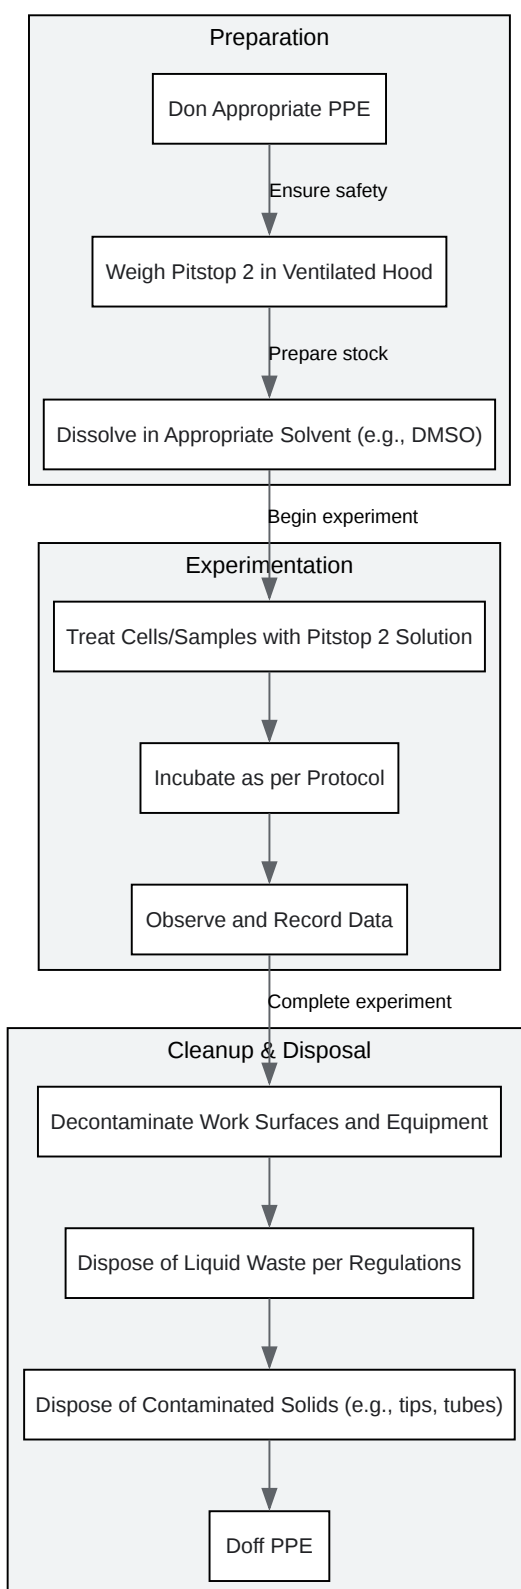 Preparation
Don Appropriate PPE
Ensure safety
Weigh Pitstop 2 in Ventilated Hood
Prepare stock
Dissolve in Appropriate Solvent (e.g., DMSO)
Begin experiment
Experimentation
Treat Cells/Samples with Pitstop 2 Solution
Incubate as per Protocol
Observe and Record Data
Complete experiment
Cleanup & Disposal
Decontaminate Work Surfaces and Equipment
Dispose of Liquid Waste per Regulations
Dispose of Contaminated Solids (e.g., tips, tubes)
Doff PPE